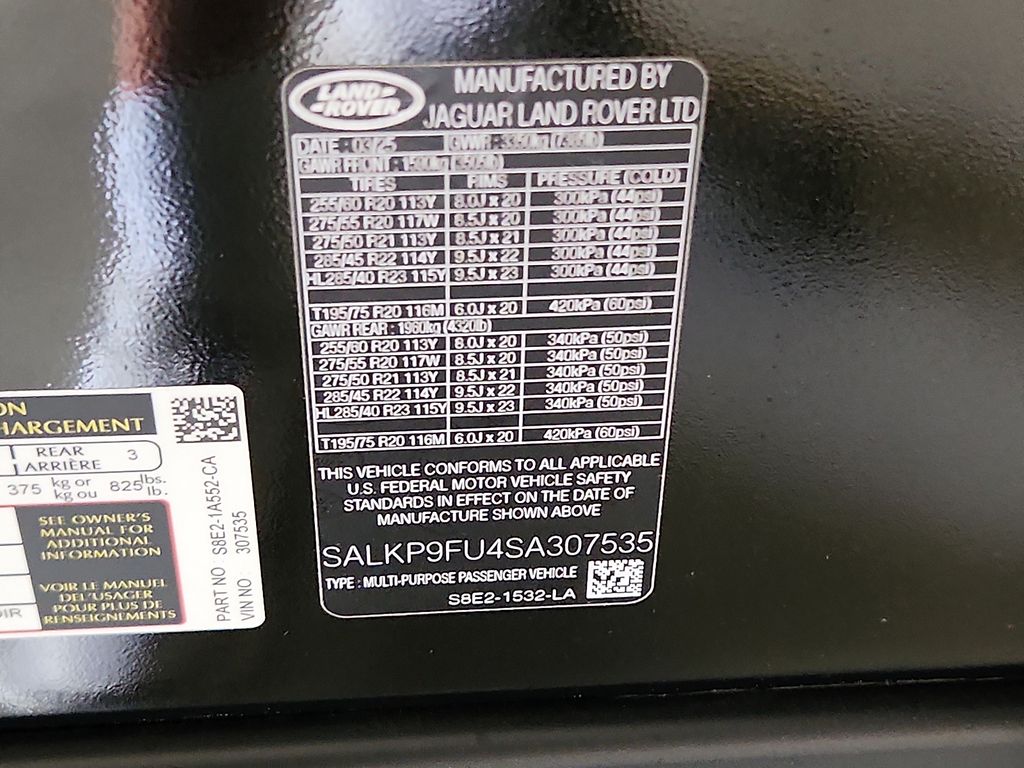 LAND ROVER
MANUFACTURED BY
JAGUAR LAND ROVER LTD
DATE : 03/25 GVWR : 3350kg (7385lb)
GAWR FRONT : 1590kg (3505lb)
TIRES RIMS PRESSURE (COLD)
255/60 R20 113Y 8.0J x 20 300kPa (44psi)
275/55 R20 117W 8.5J x 20 300kPa (44psi)
275/50 R21 113Y 8.5J x 21 300kPa (44psi)
285/45 R22 114Y 9.5J x 22 300kPa (44psi)
HL285/40 R23 115Y 9.5J x 23 300kPa (44psi)
T195/75 R20 116M 6.0J x 20 420kPa (60psi)
GAWR REAR : 1960kg (4320lb)
255/60 R20 113Y 8.0J x 20 340kPa (50psi)
275/55 R20 117W 8.5J x 20 340kPa (50psi)
275/50 R21 113Y 8.5J x 21 340kPa (50psi)
285/45 R22 114Y 9.5J x 22 340kPa (50psi)
HL285/40 R23 115Y 9.5J x 23 340kPa (50psi)
T195/75 R20 116M 6.0J x 20 420kPa (60psi)
THIS VEHICLE CONFORMS TO ALL APPLICABLE
U.S. FEDERAL MOTOR VEHICLE SAFETY
STANDARDS IN EFFECT ON THE DATE OF
MANUFACTURE SHOWN ABOVE
SALKP9FU4SA307535
TYPE : MULTI-PURPOSE PASSENGER VEHICLE
S8E2-1532-LA
ON
HARGEMENT
REAR
ARRIÈRE 3
375 kg or 825 lbs.
kg ou lb.
SEE OWNER'S
MANUAL FOR
ADDITIONAL
INFORMATION
VOIR LE MANUEL
DEL'USAGER
POUR PLUS DE
RENSEIGNEMENTS
OIR
PART NO S8E2-1A552-CA
VIN NO : 307535